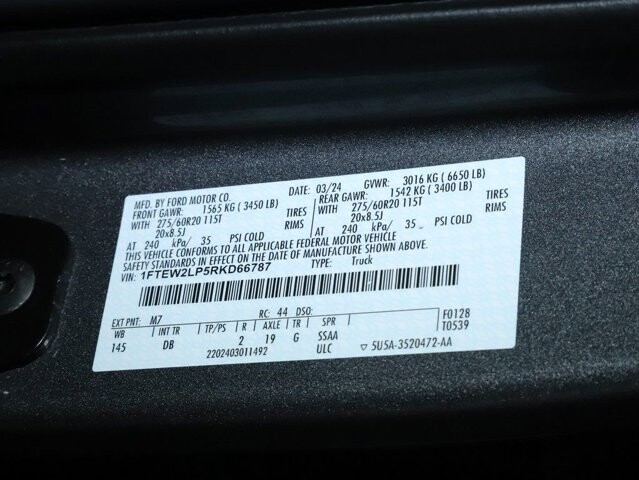 MFD. BY FORD MOTOR CO. DATE: 03/24 GVWR: 3016 KG ( 6650 LB)
FRONT GAWR: 1565 KG ( 3450 LB) REAR GAWR: 1542 KG ( 3400 LB)
WITH 275/60R20 115T TIRES WITH 275/60R20 115T TIRES
20x8.5J RIMS 20x8.5J RIMS
AT 240 kPa/ 35 PSI COLD AT 240 kPa/ 35 PSI COLD
THIS VEHICLE CONFORMS TO ALL APPLICABLE FEDERAL MOTOR VEHICLE
SAFETY STANDARDS IN EFFECT ON THE DATE OF MANUFACTURE SHOWN ABOVE.
VIN: 1FTEW2LP5RKD66787 TYPE: Truck
EXT PNT: M7 RC: 44 DSO: F0128
WB INT TR TP/PS R AXLE TR SPR T0539
145 DB 2 19 G SSAA
2202403011492 ULC ▽ 5U5A-3520472-AA